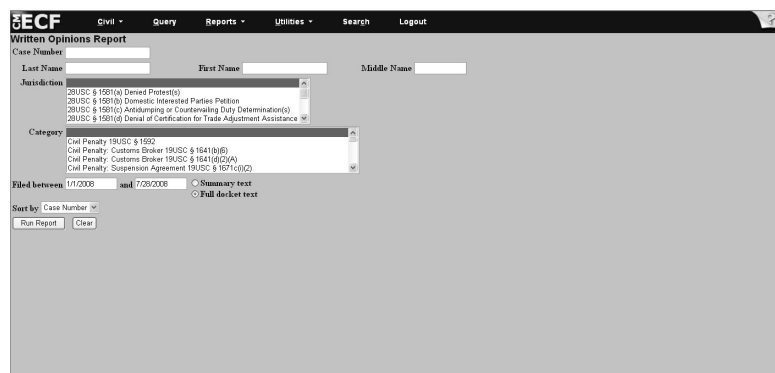 CM ECF Civil Query Reports Utilities Search Logout
Written Opinions Report
Case Number
Last Name First Name Middle Name
Jurisdiction
28USC § 1581(a) Denied Protest(s)
28USC § 1581(b) Domestic Interested Parties Petition
28USC § 1581(c) Antidumping or Countervailing Duty Determination(s)
28USC § 1581(d) Denial of Certification for Trade Adjustment Assistance
Category
Civil Penalty 19USC § 1592
Civil Penalty: Customs Broker 19USC § 1641(b)(6)
Civil Penalty: Customs Broker 19USC § 1641(d)(2)(A)
Civil Penalty: Suspension Agreement 19USC § 1671c(i)(2)
Filed between 1/1/2008 and 7/28/2008 Summary text
Full docket text
Sort by Case Number
Run Report Clear